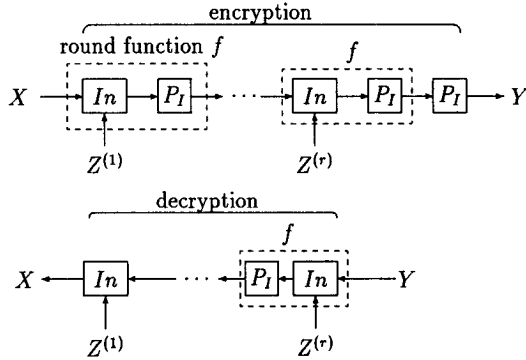 encryption
round function f
f
X In P_I · · · In P_I P_I Y
Z^(1) Z^(r)
decryption
f
X In · · · P_I In Y
Z^(1) Z^(r)